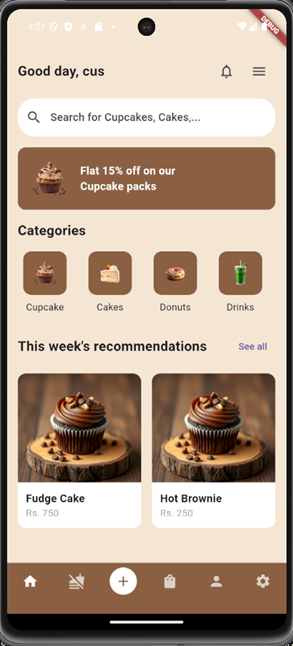 4:21
DEBUG
Good day, cus
Search for Cupcakes, Cakes,...
Flat 15% off on our
Cupcake packs
Categories
Cupcake Cakes Donuts Drinks
This week's recommendations See all
Fudge Cake Hot Brownie
Rs. 750 Rs. 250